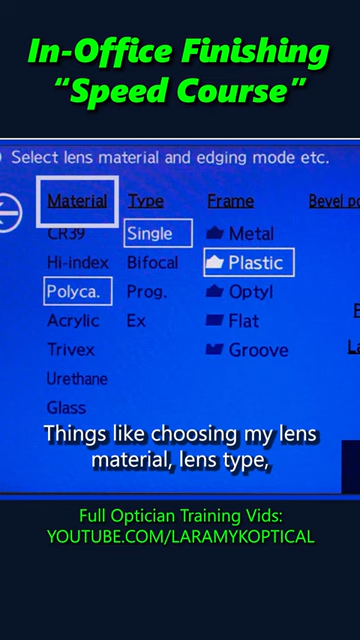 In-Office Finishing
“Speed Course”
Select lens material and edging mode etc.
Material Type Frame Bevel po
CR39 Single Metal
Hi-index Bifocal Plastic
Polyca. Prog. Optyl
Acrylic Ex Flat
Trivex Groove
Urethane
Glass
Things like choosing my lens
material, lens type,
Full Optician Training Vids:
YOUTUBE.COM/LARAMYKOPTICAL